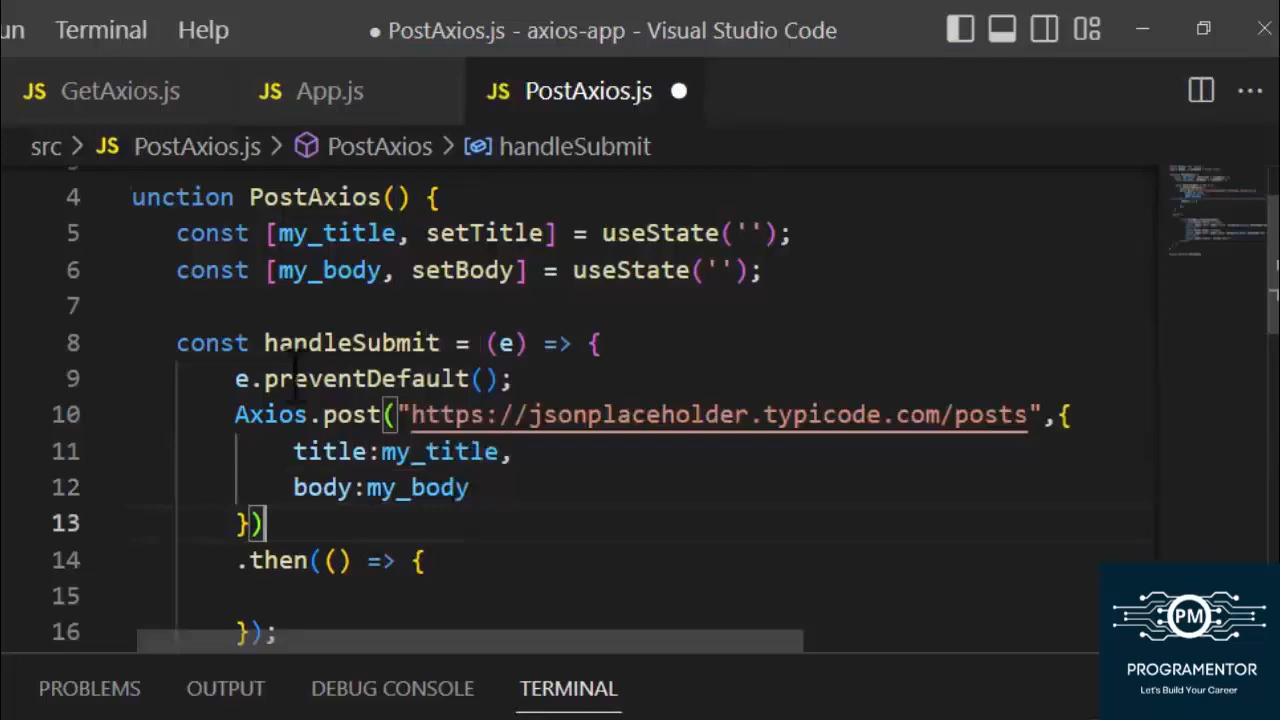 un Terminal Help ● PostAxios.js - axios-app - Visual Studio Code
JS GetAxios.js JS App.js JS PostAxios.js
src > JS PostAxios.js > PostAxios > handleSubmit
4 unction PostAxios() {
5 const [my_title, setTitle] = useState('');
6 const [my_body, setBody] = useState('');
7
8 const handleSubmit = (e) => {
9 e.preventDefault();
10 Axios.post("https://jsonplaceholder.typicode.com/posts",{
11 title:my_title,
12 body:my_body
13 })
14 .then(() => {
15
16 });
PROBLEMS OUTPUT DEBUG CONSOLE TERMINAL
PM
PROGRAMENTOR
Let's Build Your Career